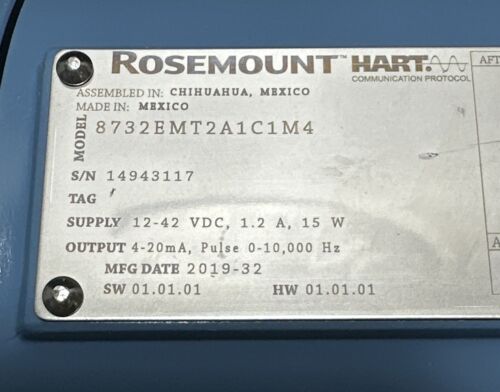 ROSEMOUNT™ HART
COMMUNICATION PROTOCOL
AFT
ASSEMBLED IN: CHIHUAHUA, MEXICO
MADE IN: MEXICO
MODEL 8732EMT2A1C1M4
S/N 14943117
TAG
SUPPLY 12-42 VDC, 1.2 A, 15 W
OUTPUT 4-20mA, Pulse 0-10,000 Hz
MFG DATE 2019-32
SW 01.01.01 HW 01.01.01
A